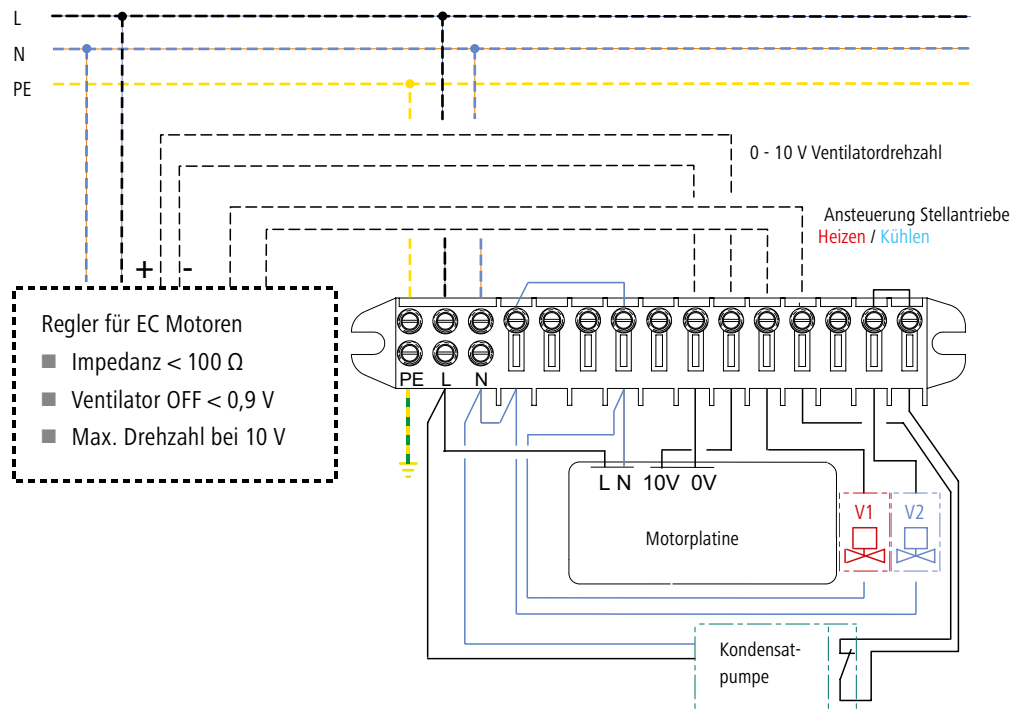 L
N
PE
0 - 10 V Ventilatordrehzahl
Ansteuerung Stellantriebe
Heizen / Kühlen
+ -
Regler für EC Motoren
■ Impedanz < 100 Ω
■ Ventilator OFF < 0,9 V
■ Max. Drehzahl bei 10 V
PE L N
L N 10V 0V
Motorplatine
V1 V2
Kondensat-
pumpe